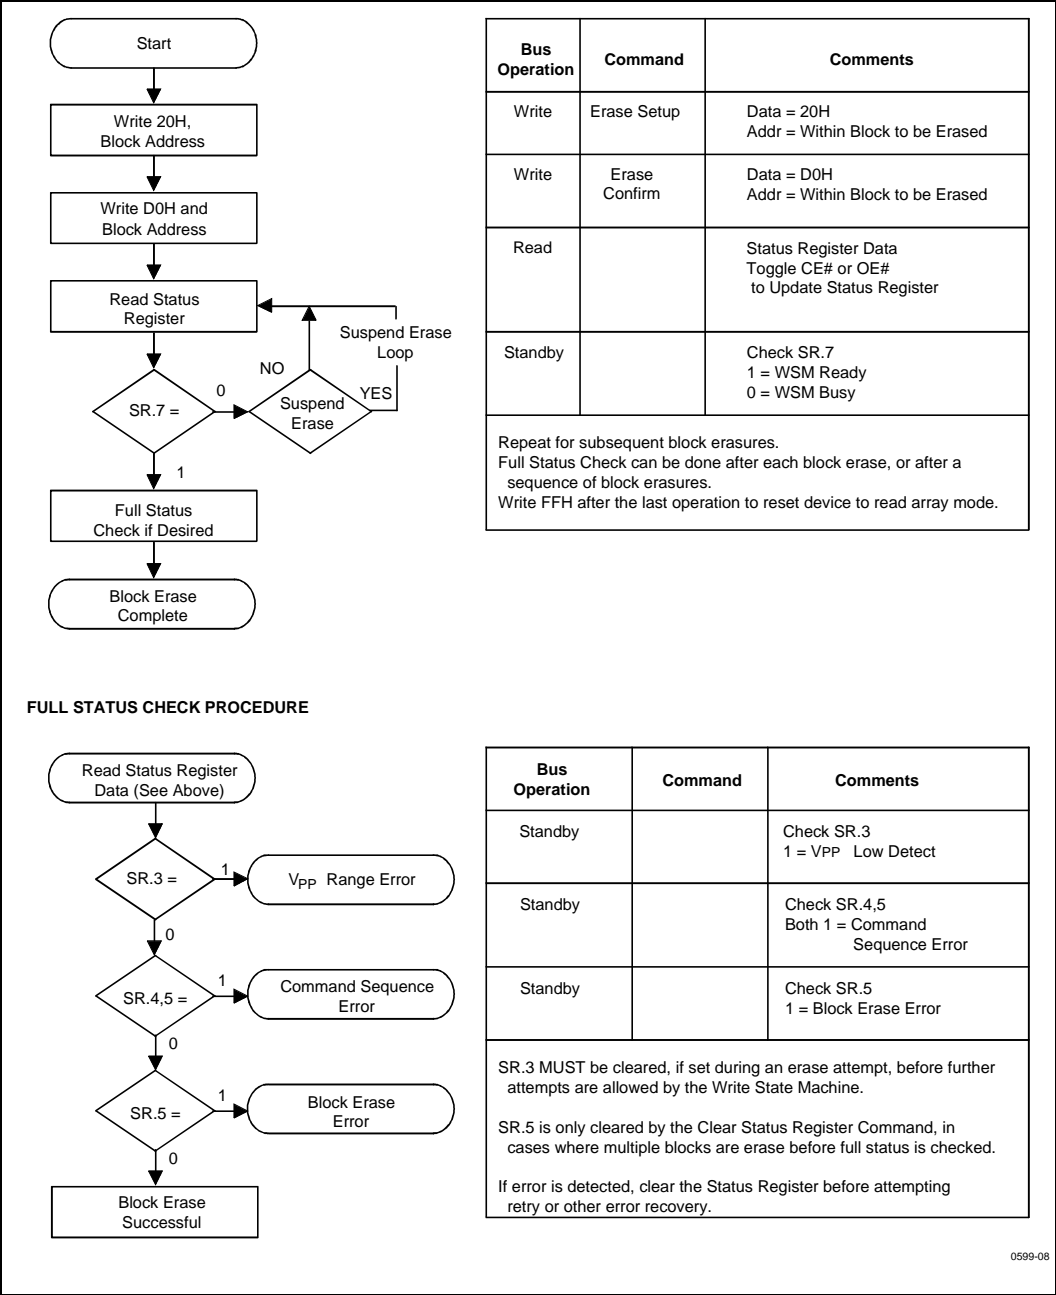 Start
Write 20H,
Block Address
Write D0H and
Block Address
Read Status
Register
Suspend Erase
Loop
NO
YES
0
SR.7 =
Suspend
Erase
1
Full Status
Check if Desired
Block Erase
Complete
Bus
Operation
Command
Comments
Write
Erase Setup
Data = 20H
Addr = Within Block to be Erased
Write
Erase
Confirm
Data = D0H
Addr = Within Block to be Erased
Read
Status Register Data
Toggle CE# or OE#
to Update Status Register
Standby
Check SR.7
1 = WSM Ready
0 = WSM Busy
Repeat for subsequent block erasures.
Full Status Check can be done after each block erase, or after a
sequence of block erasures.
Write FFH after the last operation to reset device to read array mode.
FULL STATUS CHECK PROCEDURE
Read Status Register
Data (See Above)
SR.3 =
1
VPP Range Error
0
SR.4,5 =
1
Command Sequence
Error
0
SR.5 =
1
Block Erase
Error
0
Block Erase
Successful
Bus
Operation
Command
Comments
Standby
Check SR.3
1 = VPP Low Detect
Standby
Check SR.4,5
Both 1 = Command
Sequence Error
Standby
Check SR.5
1 = Block Erase Error
SR.3 MUST be cleared, if set during an erase attempt, before further
attempts are allowed by the Write State Machine.
SR.5 is only cleared by the Clear Status Register Command, in
cases where multiple blocks are erase before full status is checked.
If error is detected, clear the Status Register before attempting
retry or other error recovery.
0599-08